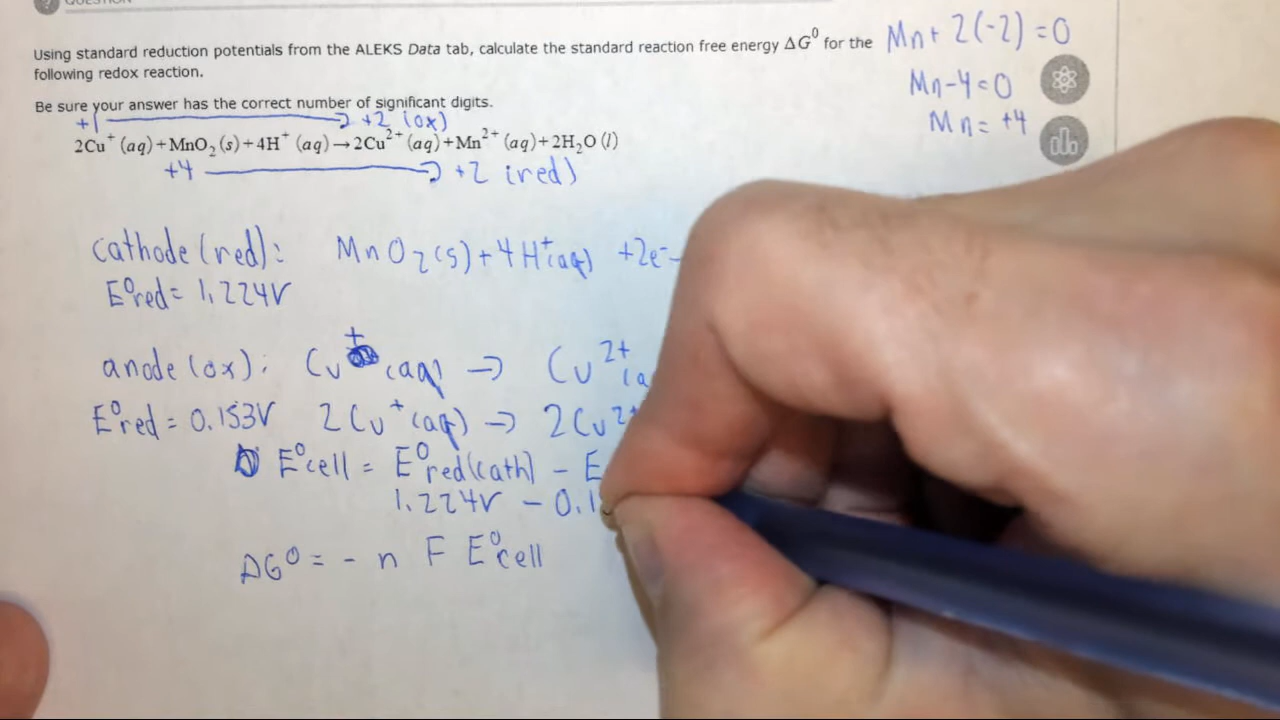 QUESTION
Using standard reduction potentials from the ALEKS Data tab, calculate the standard reaction free energy ΔG⁰ for the
following redox reaction.
Be sure your answer has the correct number of significant digits.
+1 → +2 (ox)
2Cu⁺ (aq) + MnO₂ (s) + 4H⁺ (aq) → 2Cu²⁺ (aq) + Mn²⁺ (aq) + 2H₂O (l)
+4 → +2 (red)
Mn + 2(-2) = 0
Mn - 4 = 0
Mn = +4
cathode (red): MnO₂(s) + 4H⁺(aq) + 2e⁻
E⁰red = 1.224V
anode (ox): Cu⁺ (aq) → Cu²⁺
E⁰red = 0.153V 2Cu⁺(aq) → 2Cu²⁺
E⁰cell = E⁰red(cath) - E
1.224V - 0.1
ΔG⁰ = - n F E⁰cell